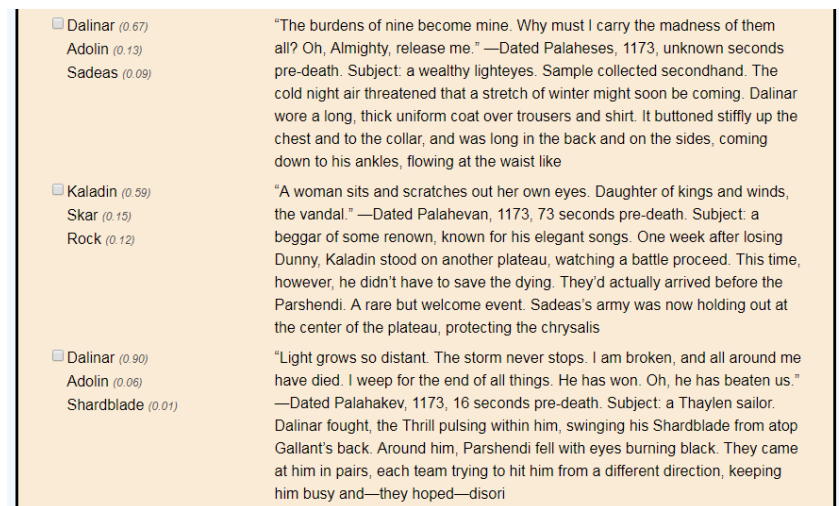 Dalinar (0.67)
Adolin (0.13)
Sadeas (0.09)
“The burdens of nine become mine. Why must I carry the madness of them
all? Oh, Almighty, release me.” —Dated Palaheses, 1173, unknown seconds
pre-death. Subject: a wealthy lighteyes. Sample collected secondhand. The
cold night air threatened that a stretch of winter might soon be coming. Dalinar
wore a long, thick uniform coat over trousers and shirt. It buttoned stiffly up the
chest and to the collar, and was long in the back and on the sides, coming
down to his ankles, flowing at the waist like
Kaladin (0.59)
Skar (0.15)
Rock (0.12)
“A woman sits and scratches out her own eyes. Daughter of kings and winds,
the vandal.” —Dated Palahevan, 1173, 73 seconds pre-death. Subject: a
beggar of some renown, known for his elegant songs. One week after losing
Dunny, Kaladin stood on another plateau, watching a battle proceed. This time,
however, he didn’t have to save the dying. They’d actually arrived before the
Parshendi. A rare but welcome event. Sadeas’s army was now holding out at
the center of the plateau, protecting the chrysalis
Dalinar (0.90)
Adolin (0.06)
Shardblade (0.01)
“Light grows so distant. The storm never stops. I am broken, and all around me
have died. I weep for the end of all things. He has won. Oh, he has beaten us.”
—Dated Palahakev, 1173, 16 seconds pre-death. Subject: a Thaylen sailor.
Dalinar fought, the Thrill pulsing within him, swinging his Shardblade from atop
Gallant’s back. Around him, Parshendi fell with eyes burning black. They came
at him in pairs, each team trying to hit him from a different direction, keeping
him busy and—they hoped—disori